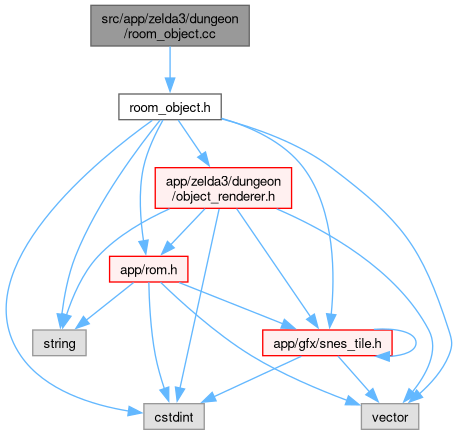 src/app/zelda3/dungeon
/room_object.cc
room_object.h
app/zelda3/dungeon
/object_renderer.h
app/rom.h
string
app/gfx/snes_tile.h
cstdint
vector